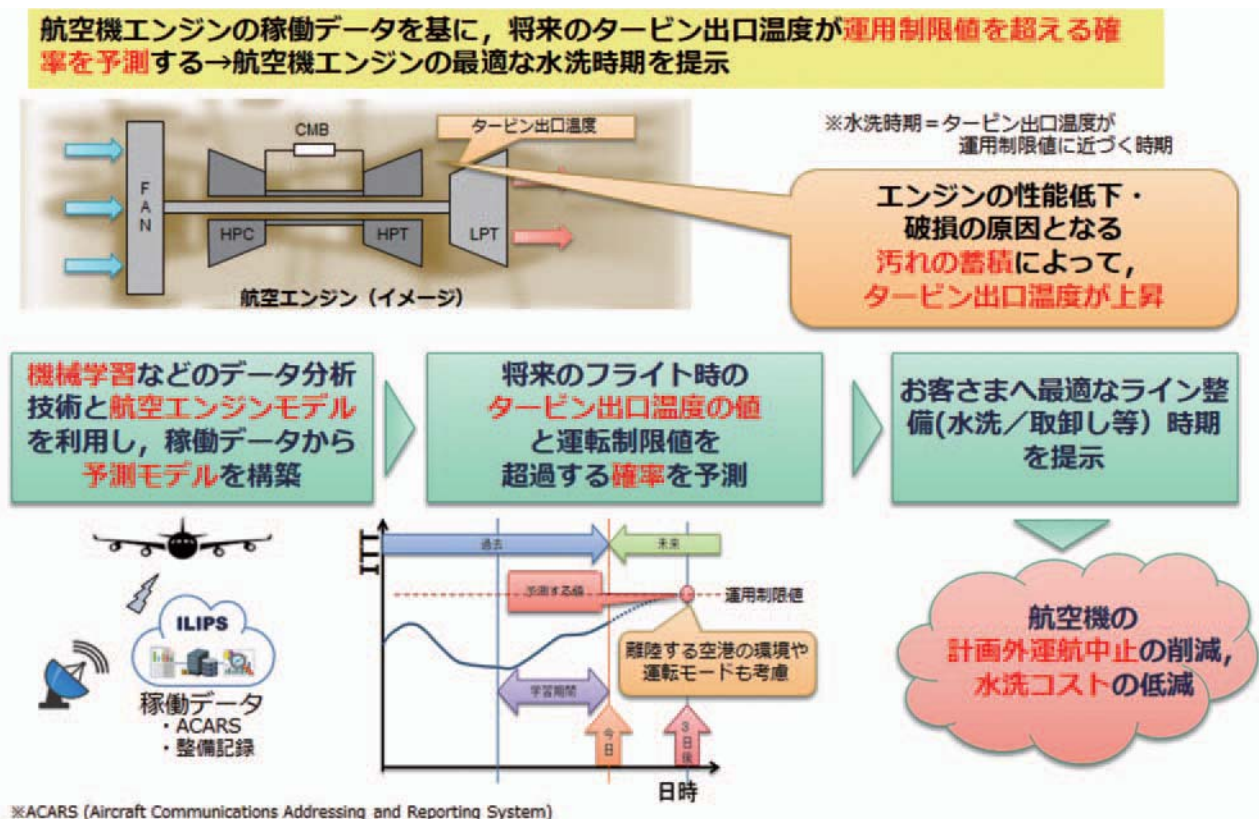 航空機エンジンの稼働データを基に，将来のタービン出口温度が運用制限値を超える確
率を予測する→航空機エンジンの最適な水洗時期を提示
CMB
タービン出口温度
FAN
HPC
HPT
LPT
航空エンジン（イメージ）
※水洗時期＝タービン出口温度が
運用制限値に近づく時期
エンジンの性能低下・
破損の原因となる
汚れの蓄積によって，
タービン出口温度が上昇
機械学習などのデータ分析
技術と航空エンジンモデル
を利用し，稼働データから
予測モデルを構築
将来のフライト時の
タービン出口温度の値
と運転制限値を
超過する確率を予測
お客さまへ最適なライン整
備(水洗／取卸し等）時期
を提示
ILIPS
稼働データ
・ACARS
・整備記録
ITT
過去
未来
予測する値
運用制限値
離陸する空港の環境や
運転モードも考慮
学習期間
今日
3日後
日時
航空機の
計画外運航中止の削減，
水洗コストの低減
※ACARS (Aircraft Communications Addressing and Reporting System)